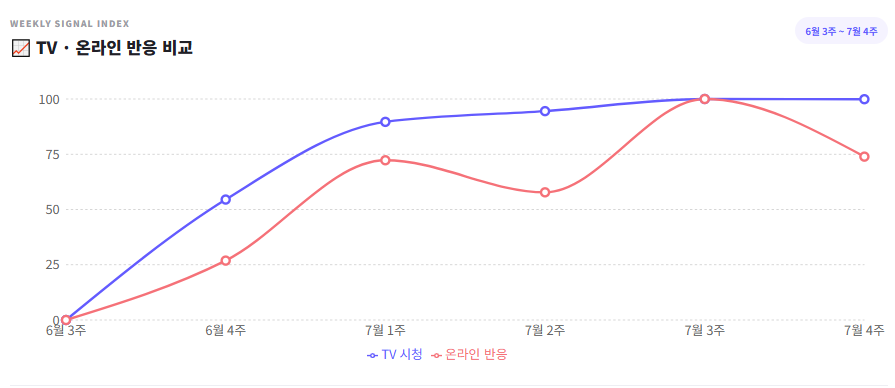 WEEKLY SIGNAL INDEX
📈 TV · 온라인 반응 비교
6월 3주 ~ 7월 4주
100
75
50
25
0
6월 3주 6월 4주 7월 1주 7월 2주 7월 3주 7월 4주
TV 시청 온라인 반응